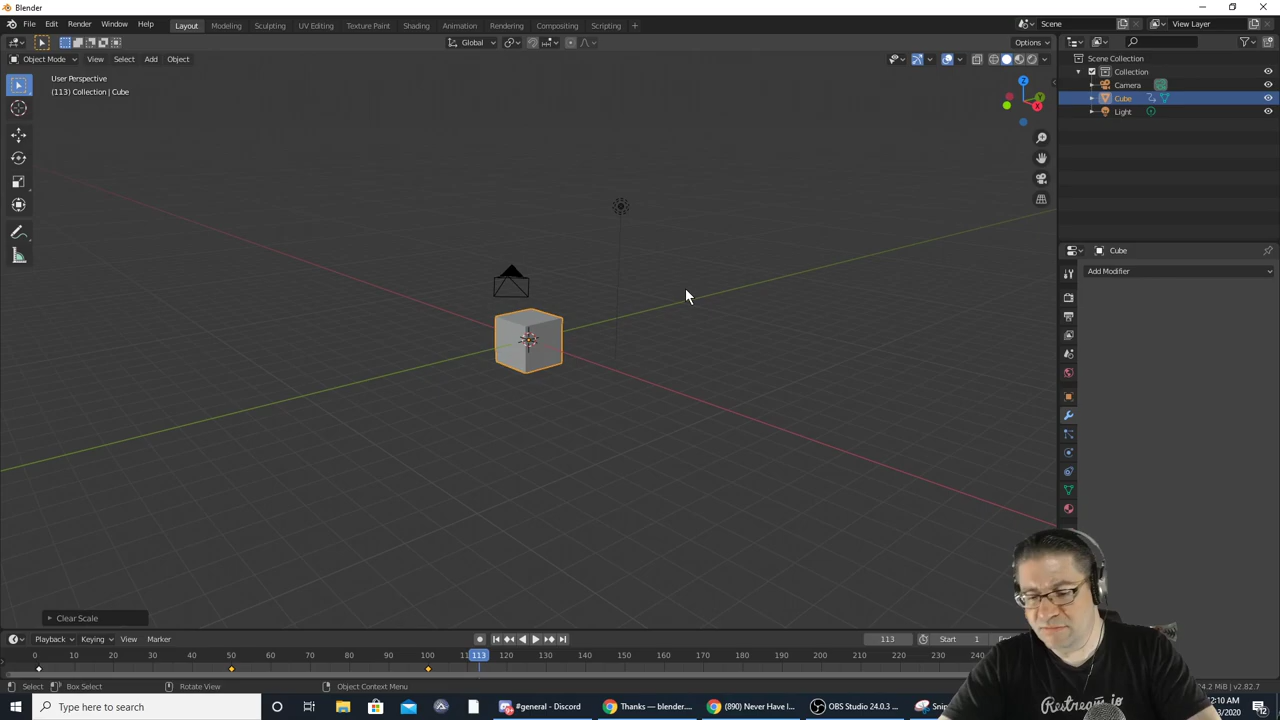 Blender
File Edit Render Window Help Layout Modeling Sculpting UV Editing Texture Paint Shading Animation Rendering Compositing Scripting + Scene View Layer
Global Options
Object Mode View Select Add Object
User Perspective
(113) Collection | Cube
Z
Y
X
Scene Collection
Collection
Camera
Cube
Light
Cube
Add Modifier
Clear Scale
Playback Keying View Marker 113 Start 1
0 10 20 30 40 50 60 70 80 90 100 113 120 130 140 150 160 170 180 190 200 210 220 230 240
Select Box Select Rotate View Object Context Menu v2.82.7
Type here to search
#general - Discord
Thanks — blender....
(890) Never Have I...
OBS Studio 24.0.3 ...
Restream.io
12